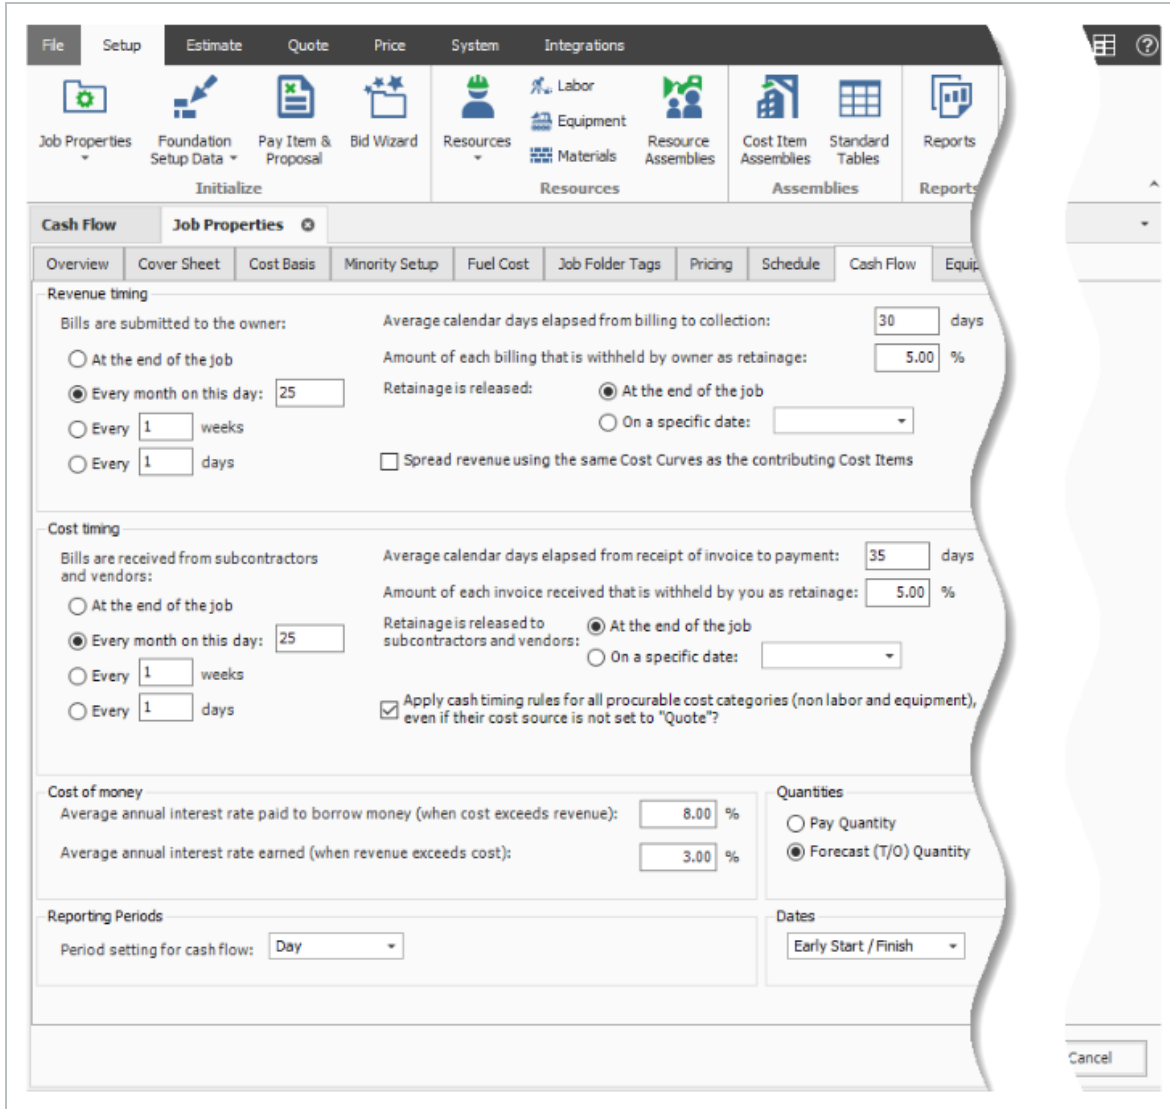 File Setup Estimate Quote Price System Integrations
Job Properties
Foundation
Setup Data
Pay Item &
Proposal
Bid Wizard
Initialize
Resources
Labor
Equipment
Materials
Resource
Assemblies
Resources
Cost Item
Assemblies
Standard
Tables
Assemblies
Reports
Reports
Cash Flow Job Properties
Overview Cover Sheet Cost Basis Minority Setup Fuel Cost Job Folder Tags Pricing Schedule Cash Flow Equip
Revenue timing
Bills are submitted to the owner:
At the end of the job
Every month on this day: 25
Every 1 weeks
Every 1 days
Average calendar days elapsed from billing to collection: 30 days
Amount of each billing that is withheld by owner as retainage: 5.00 %
Retainage is released:
At the end of the job
On a specific date:
Spread revenue using the same Cost Curves as the contributing Cost Items
Cost timing
Bills are received from subcontractors
and vendors:
At the end of the job
Every month on this day: 25
Every 1 weeks
Every 1 days
Average calendar days elapsed from receipt of invoice to payment: 35 days
Amount of each invoice received that is withheld by you as retainage: 5.00 %
Retainage is released to
subcontractors and vendors:
At the end of the job
On a specific date:
Apply cash timing rules for all procurable cost categories (non labor and equipment),
even if their cost source is not set to "Quote"?
Cost of money
Average annual interest rate paid to borrow money (when cost exceeds revenue): 8.00 %
Average annual interest rate earned (when revenue exceeds cost): 3.00 %
Quantities
Pay Quantity
Forecast (T/O) Quantity
Reporting Periods
Period setting for cash flow: Day
Dates
Early Start / Finish
Cancel